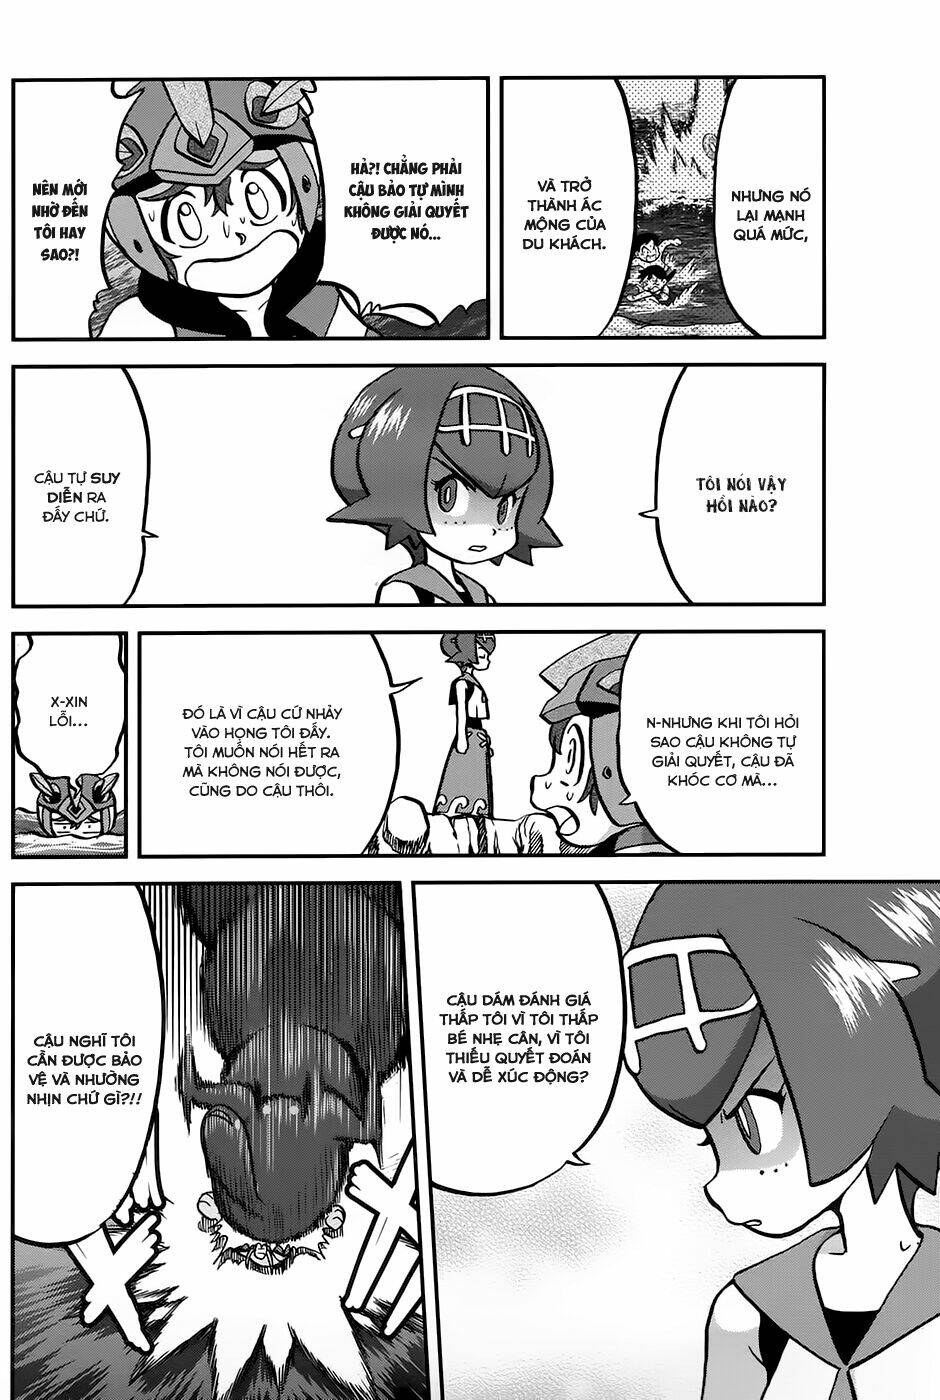 NHƯNG NÓ
LẠI MẠNH
QUÁ MỨC,
VÀ TRỞ
THÀNH ÁC
MỘNG CỦA
DU KHÁCH.
HẢ?! CHẲNG PHẢI
CẬU BẢO TỰ MÌNH
KHÔNG GIẢI QUYẾT
ĐƯỢC NÓ...
NÊN MỚI
NHỜ ĐẾN
TÔI HAY
SAO?!
TÔI NÓI VẬY
HỒI NÀO?
CẬU TỰ SUY
DIỄN RA
ĐẤY CHỨ.
N-NHƯNG KHI TÔI HỎI
SAO CẬU KHÔNG TỰ
GIẢI QUYẾT, CẬU ĐÃ
KHÓC CƠ MÀ...
ĐÓ LÀ VÌ CẬU CỨ NHẢY
VÀO HỌNG TÔI ĐẤY.
TÔI MUỐN NÓI HẾT RA
MÀ KHÔNG NÓI ĐƯỢC,
CŨNG DO CẬU THÔI.
X-XIN
LỖI...
CẬU DÁM ĐÁNH GIÁ
THẤP TÔI VÌ TÔI THẤP
BÉ NHẸ CÂN, VÌ TÔI
THIẾU QUYẾT ĐOÁN
VÀ DỄ XÚC ĐỘNG?
CẬU NGHĨ TÔI
CẦN ĐƯỢC BẢO
VỆ VÀ NHƯỜNG
NHỊN CHỨ GÌ?!!